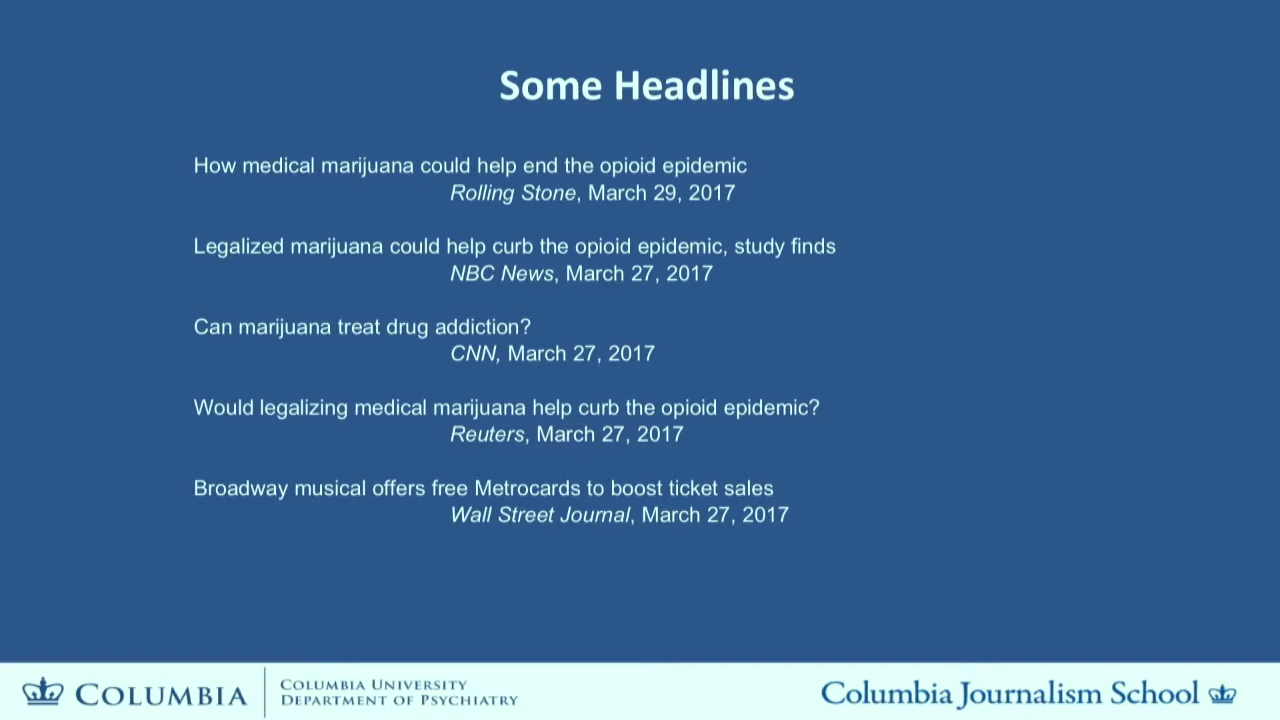 Some Headlines
How medical marijuana could help end the opioid epidemic
Rolling Stone, March 29, 2017
Legalized marijuana could help curb the opioid epidemic, study finds
NBC News, March 27, 2017
Can marijuana treat drug addiction?
CNN, March 27, 2017
Would legalizing medical marijuana help curb the opioid epidemic?
Reuters, March 27, 2017
Broadway musical offers free Metrocards to boost ticket sales
Wall Street Journal, March 27, 2017
COLUMBIA
COLUMBIA UNIVERSITY
DEPARTMENT OF PSYCHIATRY
Columbia Journalism School